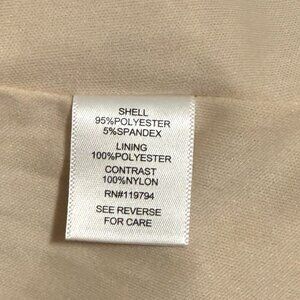 SHELL
95%POLYESTER
5%SPANDEX
LINING
100%POLYESTER
CONTRAST
100%NYLON
RN#119794
SEE REVERSE
FOR CARE